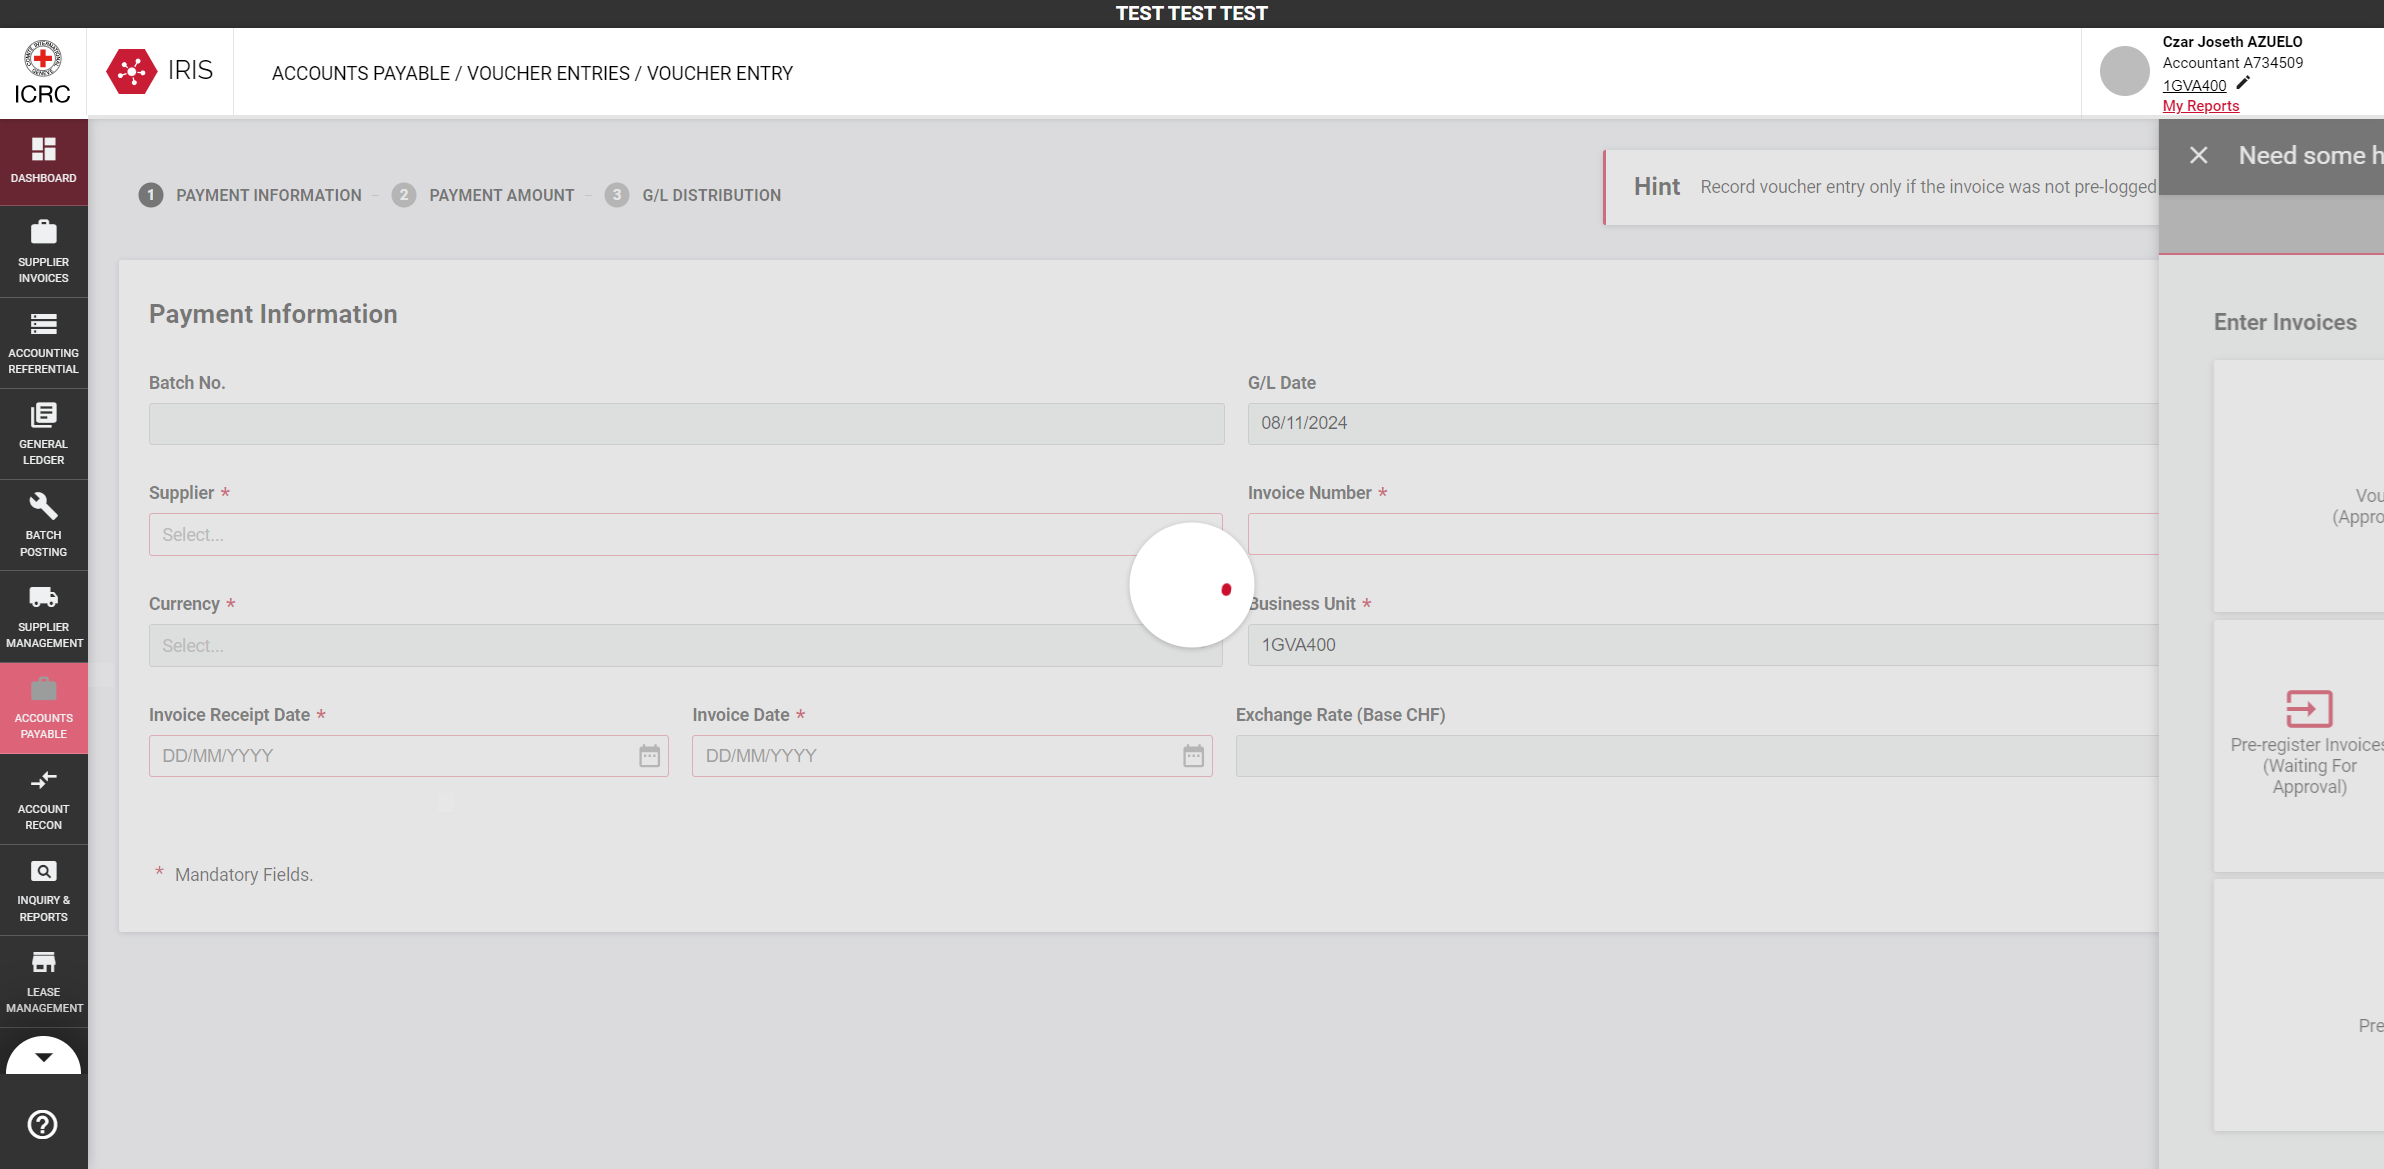 TEST TEST TEST
ICRC
IRIS
ACCOUNTS PAYABLE / VOUCHER ENTRIES / VOUCHER ENTRY
Czar Joseth AZUELO
Accountant A734509
1GVA400
My Reports
DASHBOARD
SUPPLIER
INVOICES
ACCOUNTING
REFERENTIAL
GENERAL
LEDGER
BATCH
POSTING
SUPPLIER
MANAGEMENT
ACCOUNTS
PAYABLE
ACCOUNT
RECON
INQUIRY &
REPORTS
LEASE
MANAGEMENT
1 PAYMENT INFORMATION – 2 PAYMENT AMOUNT – 3 G/L DISTRIBUTION
Hint Record voucher entry only if the invoice was not pre-logged
Payment Information
Batch No.
G/L Date
08/11/2024
Supplier *
Select...
Invoice Number *
Currency *
Select...
Business Unit *
1GVA400
Invoice Receipt Date *
DD/MM/YYYY
Invoice Date *
DD/MM/YYYY
Exchange Rate (Base CHF)
* Mandatory Fields.
Need some h
Enter Invoices
Vou
(Appro
Pre-register Invoices
(Waiting For
Approval)
Pre